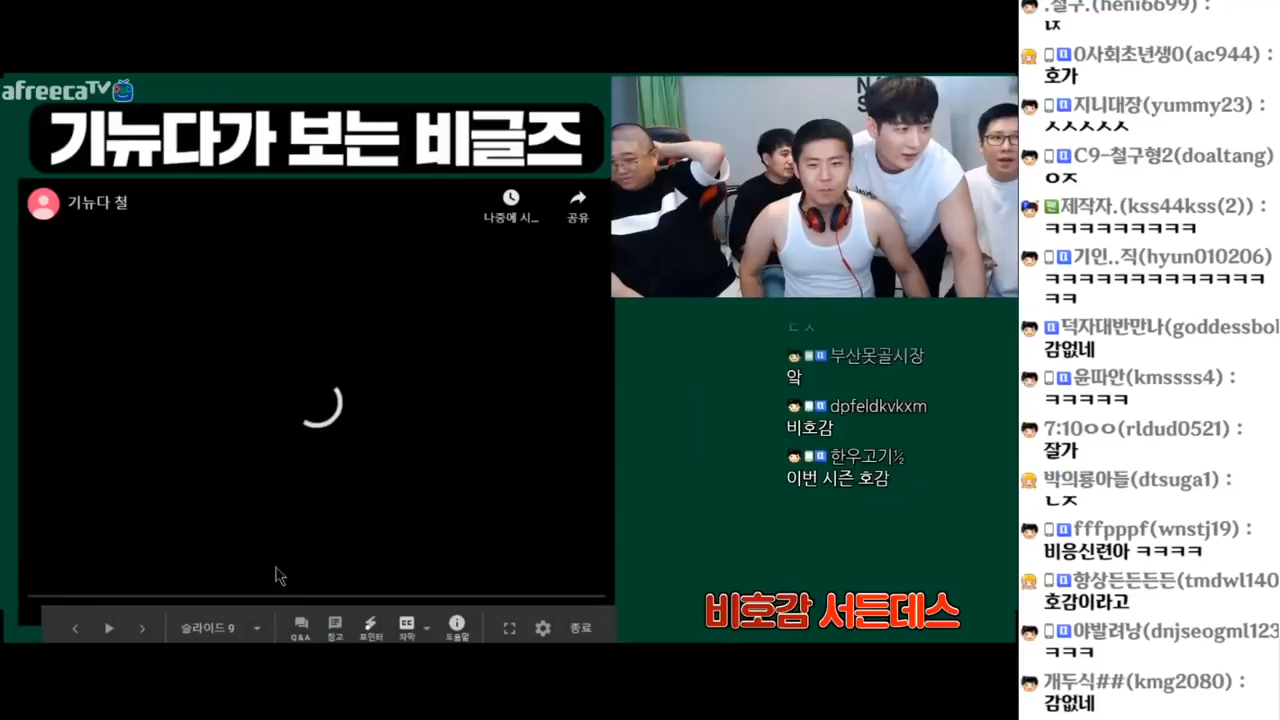 afreecaTV
기뉴다가 보는 비글즈
기뉴다 철
나중에 시...
공유
슬라이드 9
Q&A
참고
포인터
자막
도움말
종료
ㄷㅅ
부산못골시장
앜
dpfeldkvkxm
비호감
한우고기½
이번 시즌 호감
비호감 서든데스
.철구.(heni6699) :
ㄵ
0사회초년생0(ac944) :
호가
지니대장(yummy23) :
ㅅㅅㅅㅅㅅ
C9-철구형2(doaltang)
ㅇㅈ
제작자.(kss44kss(2)) :
ㅋㅋㅋㅋㅋㅋㅋㅋㅋ
기인..직(hyun010206)
ㅋㅋㅋㅋㅋㅋㅋㅋㅋㅋㅋㅋㅋ
ㅋㅋ
덕자대반만나(goddessbol
감없네
윤따안(kmssss4) :
ㅋㅋㅋㅋㅋ
7:10ㅇㅇ(rldud0521) :
잘가
박의룡아들(dtsuga1) :
ㄴㅈ
fffpppf(wnstj19) :
비응신련아 ㅋㅋㅋㅋ
항상든든든든(tmdwl140
호감이라고
야발려낭(dnjseogml123
ㅋㅋㅋ
개두식##(kmg2080) :
감없네